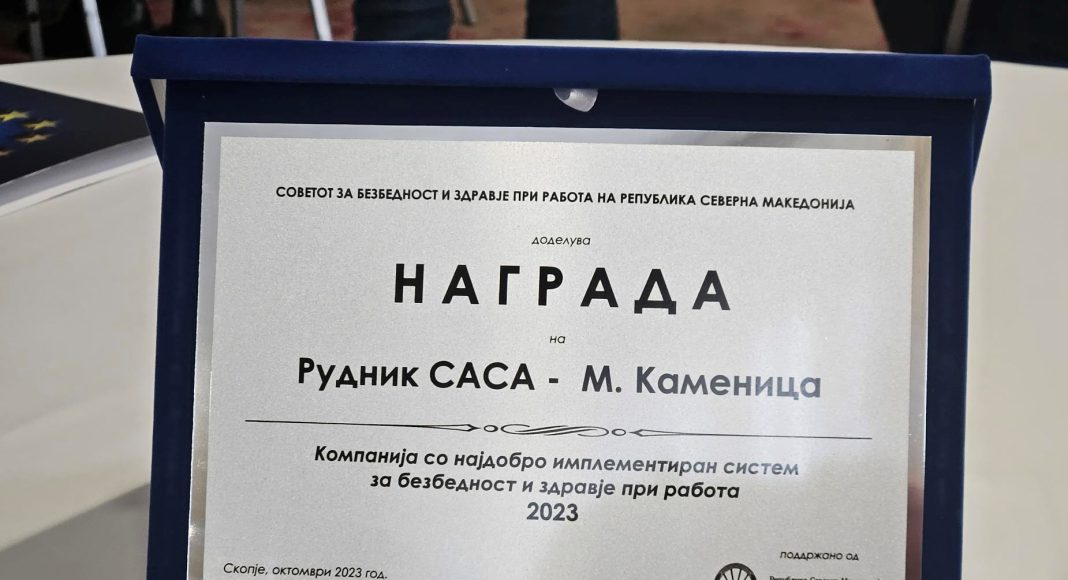 СОВЕТОТ ЗА БЕЗБЕДНОСТ И ЗДРАВЈЕ ПРИ РАБОТА НА РЕПУБЛИКА СЕВЕРНА МАКЕДОНИЈА
доделува
НАГРАДА
на
Рудник САСА - М. Каменица
Компанија со најдобро имплементиран систем
за безбедност и здравје при работа
2023
поддржано од
Скопје, октомври 2023 год.